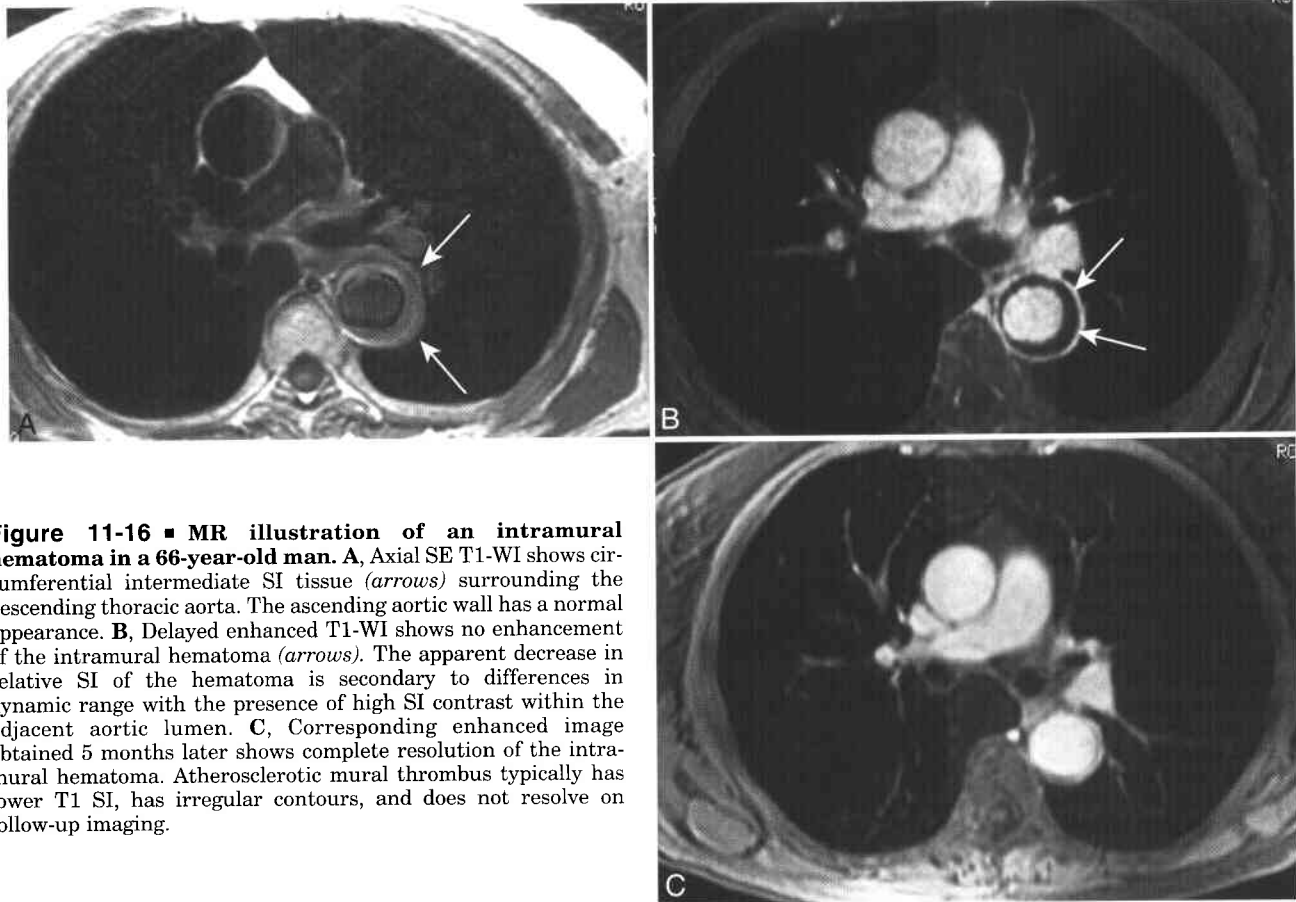 A
B
Figure 11-16 ▪ MR illustration of an intramural
hematoma in a 66-year-old man. A, Axial SE T1-WI shows cir-
umferential intermediate SI tissue (arrows) surrounding the
escending thoracic aorta. The ascending aortic wall has a normal
ppearance. B, Delayed enhanced T1-WI shows no enhancement
f the intramural hematoma (arrows). The apparent decrease in
elative SI of the hematoma is secondary to differences in
ynamic range with the presence of high SI contrast within the
djacent aortic lumen. C, Corresponding enhanced image
btained 5 months later shows complete resolution of the intra-
mural hematoma. Atherosclerotic mural thrombus typically has
ower T1 SI, has irregular contours, and does not resolve on
ollow-up imaging.
C